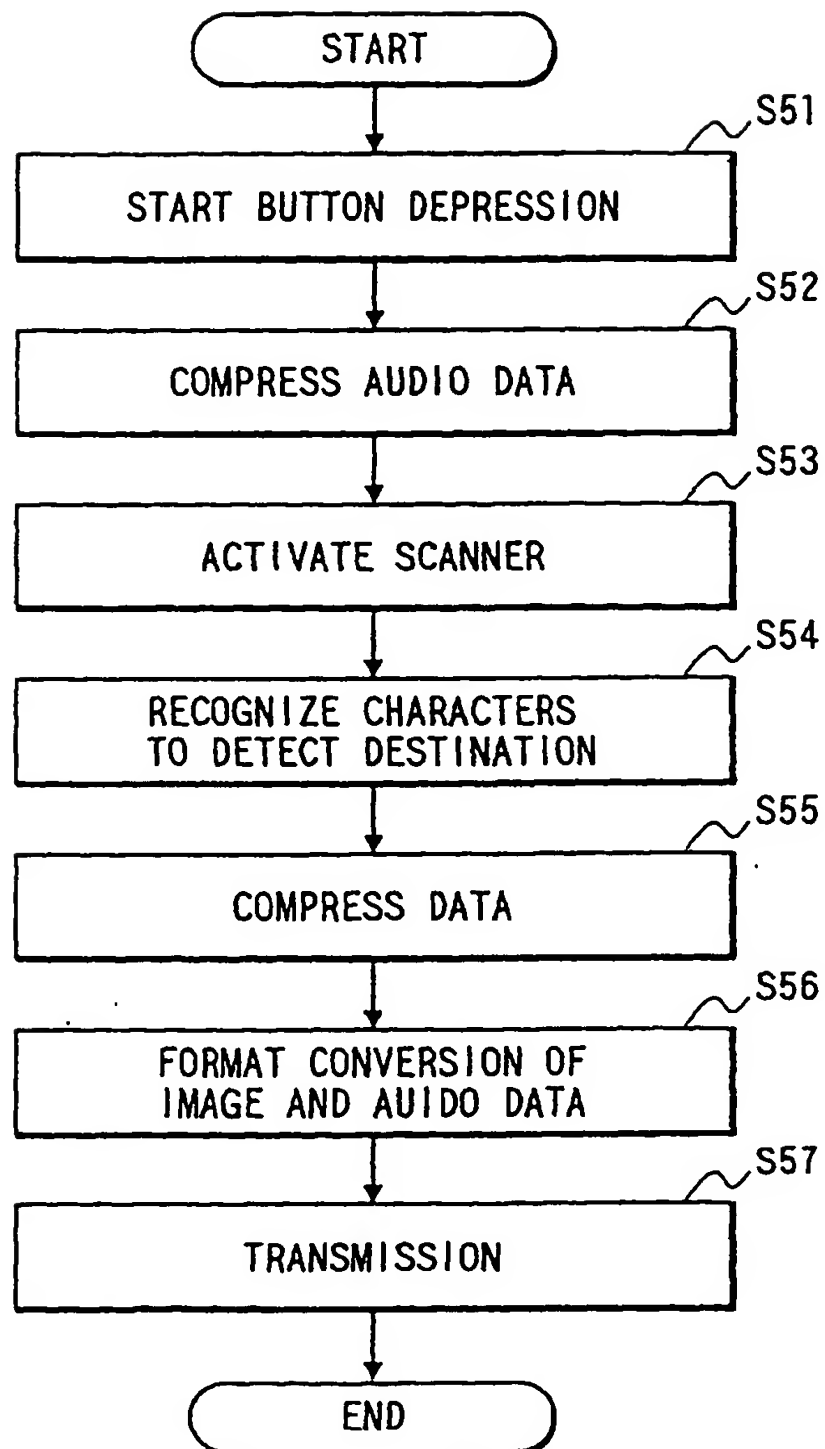 START
S51
START BUTTON DEPRESSION
S52
COMPRESS AUDIO DATA
S53
ACTIVATE SCANNER
S54
RECOGNIZE CHARACTERS
TO DETECT DESTINATION
S55
COMPRESS DATA
S56
FORMAT CONVERSION OF
IMAGE AND AUIDO DATA
S57
TRANSMISSION
END